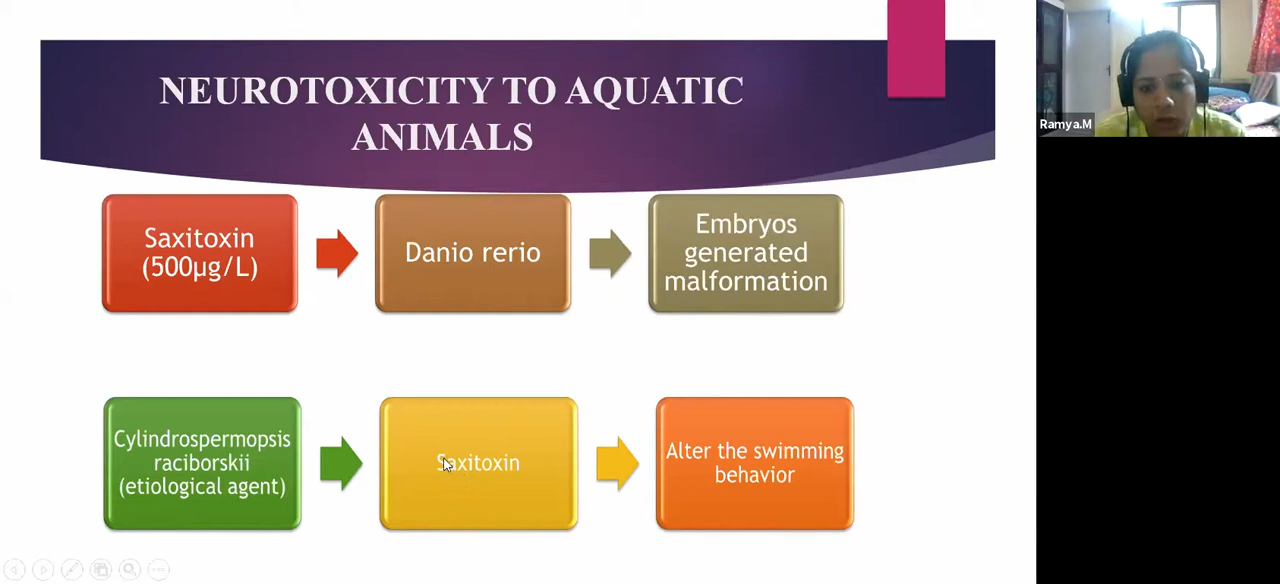 NEUROTOXICITY TO AQUATIC
ANIMALS
Saxitoxin
(500µg/L)
Danio rerio
Embryos
generated
malformation
Cylindrospermopsis
raciborskii
(etiological agent)
Saxitoxin
Alter the swimming
behavior
Ramya.M